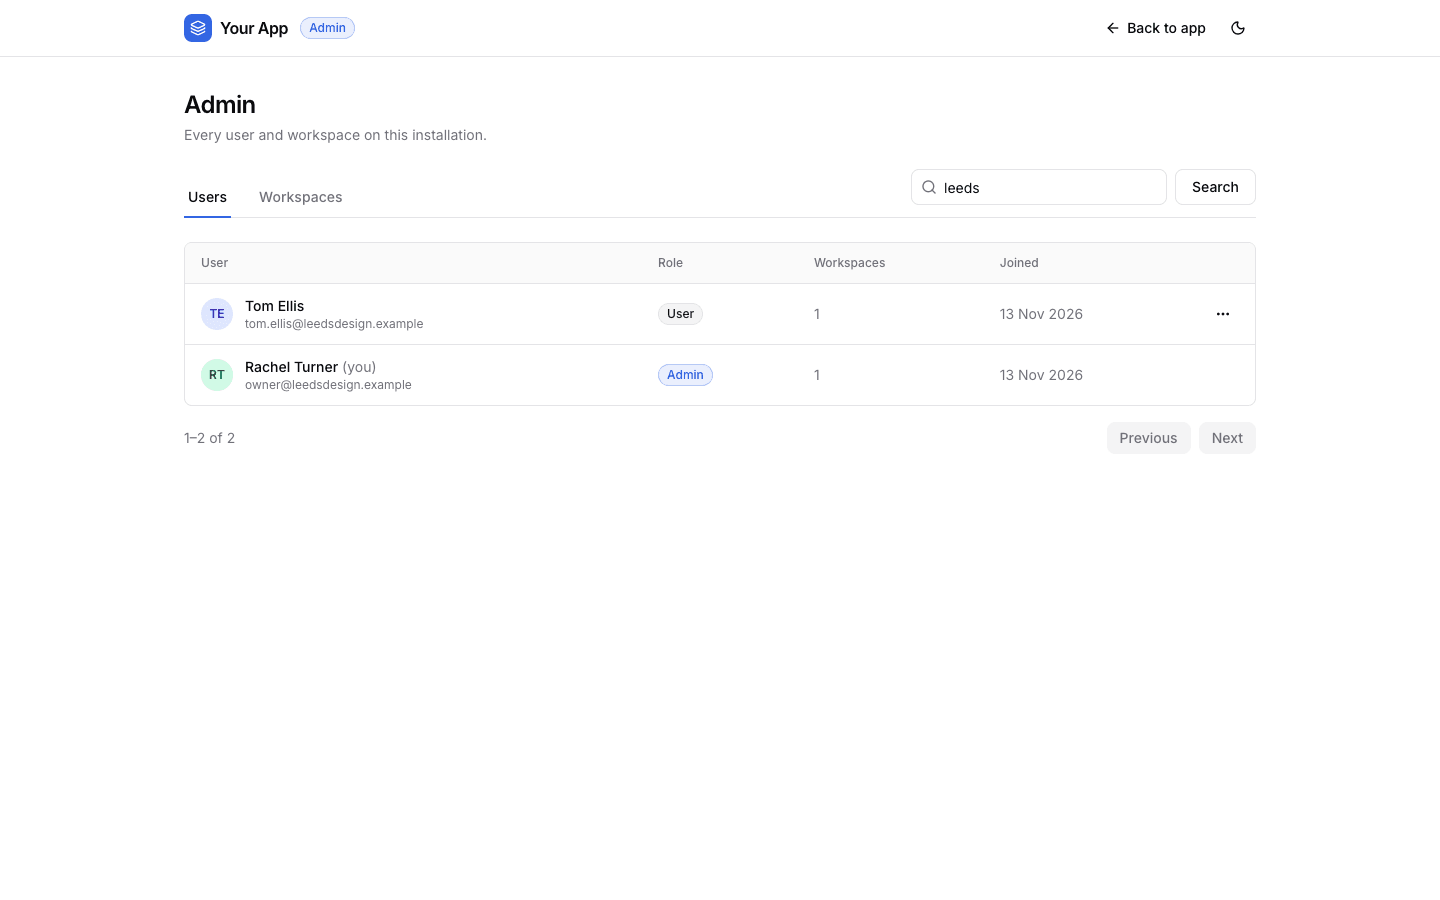 Your App Admin Back to app
Admin
Every user and workspace on this installation.
Users Workspaces leeds Search
User Role Workspaces Joined
TE Tom Ellis User 1 13 Nov 2026
tom.ellis@leedsdesign.example
RT Rachel Turner (you) Admin 1 13 Nov 2026
owner@leedsdesign.example
1–2 of 2 Previous Next